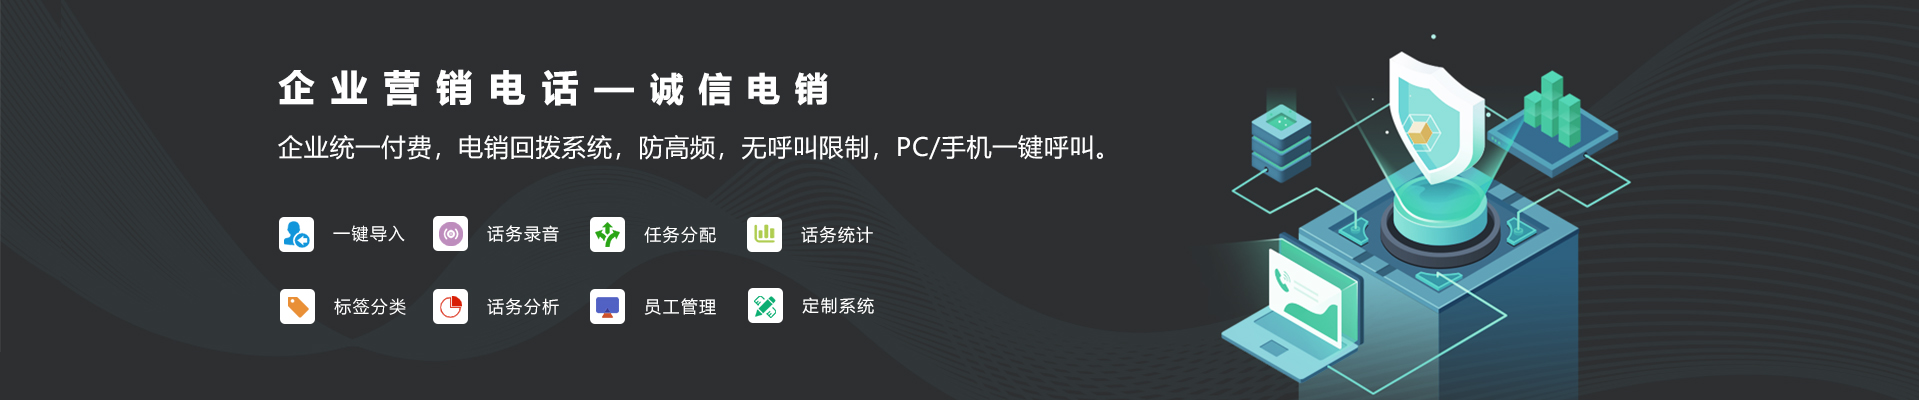 企业营销电话—诚信电销
企业统一付费，电销回拨系统，防高频，无呼叫限制，PC/手机一键呼叫。
一键导入 话务录音 任务分配 话务统计
标签分类 话务分析 员工管理 定制系统